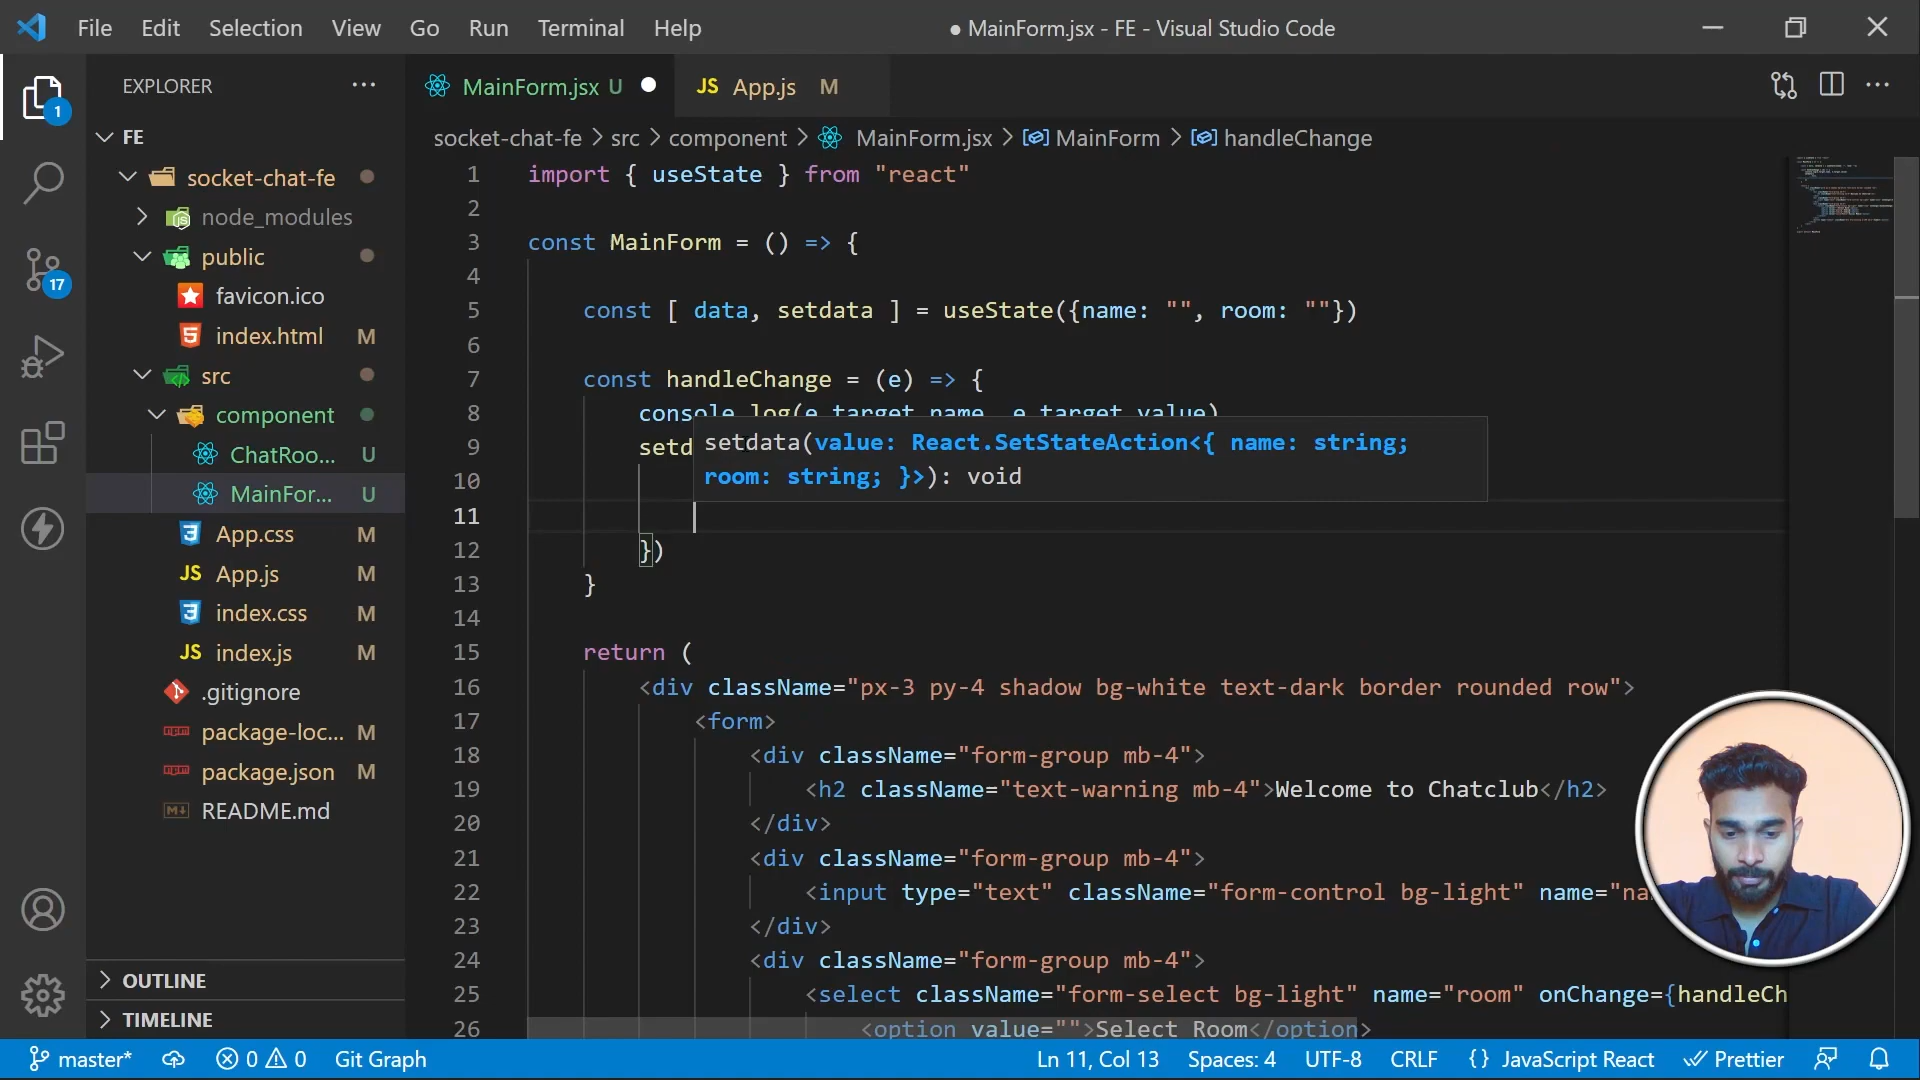 File Edit Selection View Go Run Terminal Help ● MainForm.jsx - FE - Visual Studio Code
EXPLORER ···
FE
socket-chat-fe
node_modules
public
favicon.ico
index.html M
src
component
ChatRoo... U
MainFor... U
App.css M
JS App.js M
index.css M
JS index.js M
.gitignore
package-loc... M
package.json M
README.md
OUTLINE
TIMELINE
1
17
MainForm.jsx U
JS App.js M
socket-chat-fe > src > component > MainForm.jsx > MainForm > handleChange
1 import { useState } from "react"
2
3 const MainForm = () => {
4
5 const [ data, setdata ] = useState({name: "", room: ""})
6
7 const handleChange = (e) => {
8 console.log(e.target.name, e.target.value)
9 setd
setdata(value: React.SetStateAction<{ name: string;
room: string; }>): void
10
11
12 })
13 }
14
15 return (
16 <div className="px-3 py-4 shadow bg-white text-dark border rounded row">
17 <form>
18 <div className="form-group mb-4">
19 <h2 className="text-warning mb-4">Welcome to Chatclub</h2>
20 </div>
21 <div className="form-group mb-4">
22 <input type="text" className="form-control bg-light" name="na
23 </div>
24 <div className="form-group mb-4">
25 <select className="form-select bg-light" name="room" onChange={handleCh
26 <option value="">Select Room</option>
master* 0 0 Git Graph Ln 11, Col 13 Spaces: 4 UTF-8 CRLF {} JavaScript React Prettier